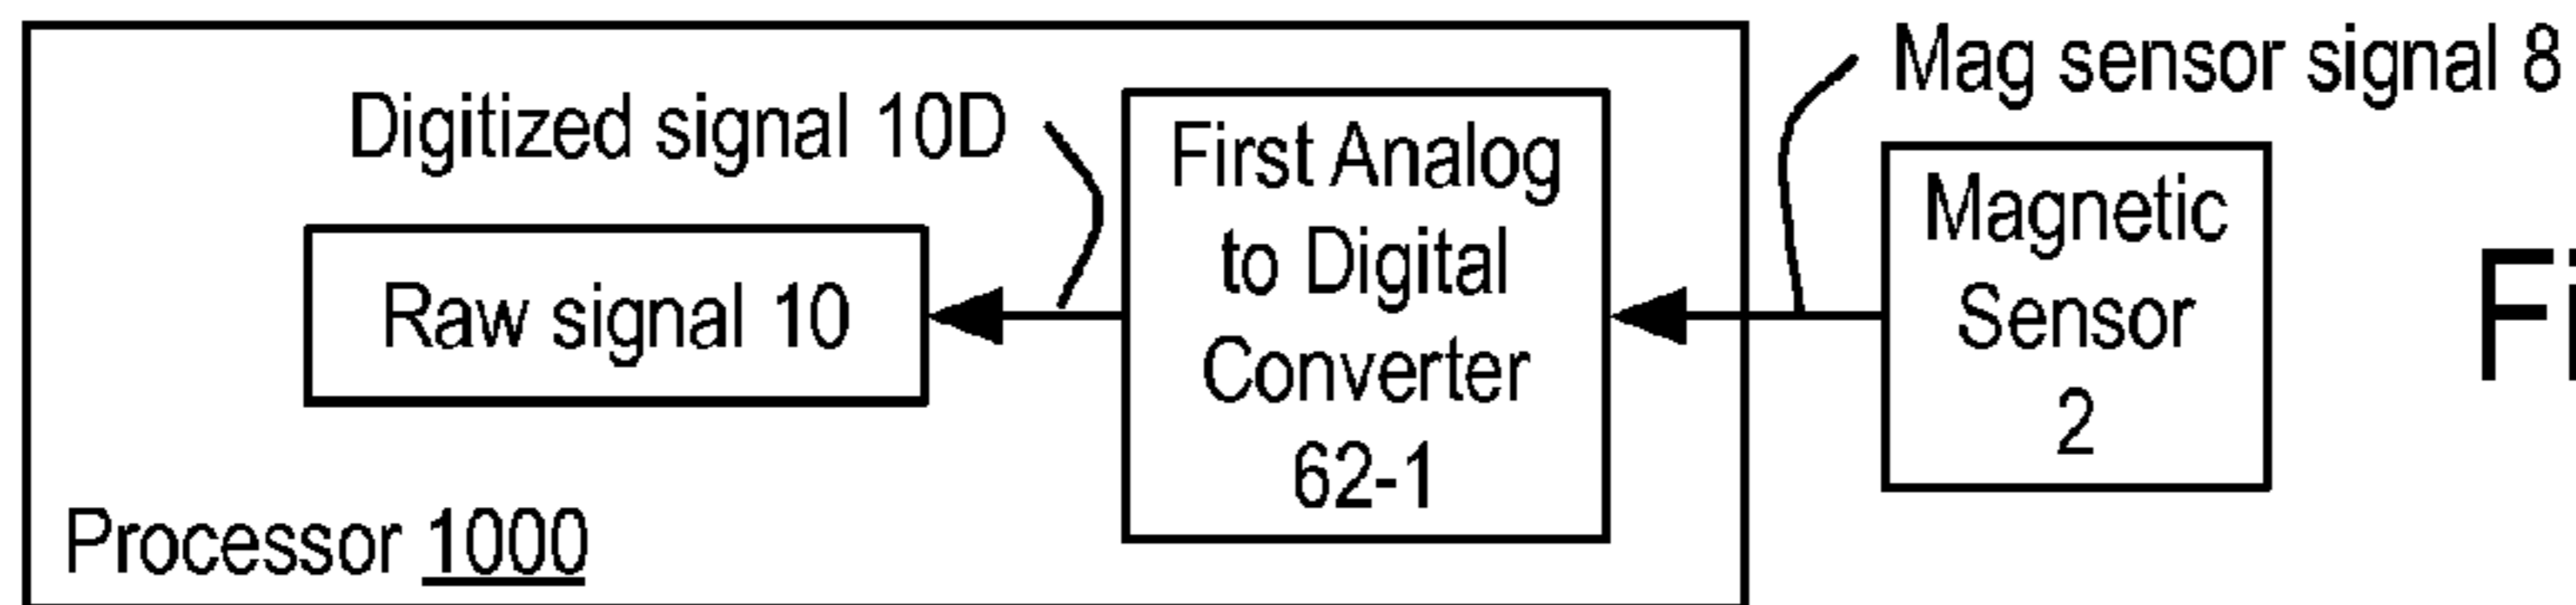 Mag sensor signal 8
Digitized signal 10D
First Analog
to Digital
Converter
62-1
Magnetic
Sensor
2
Raw signal 10
Processor 1000